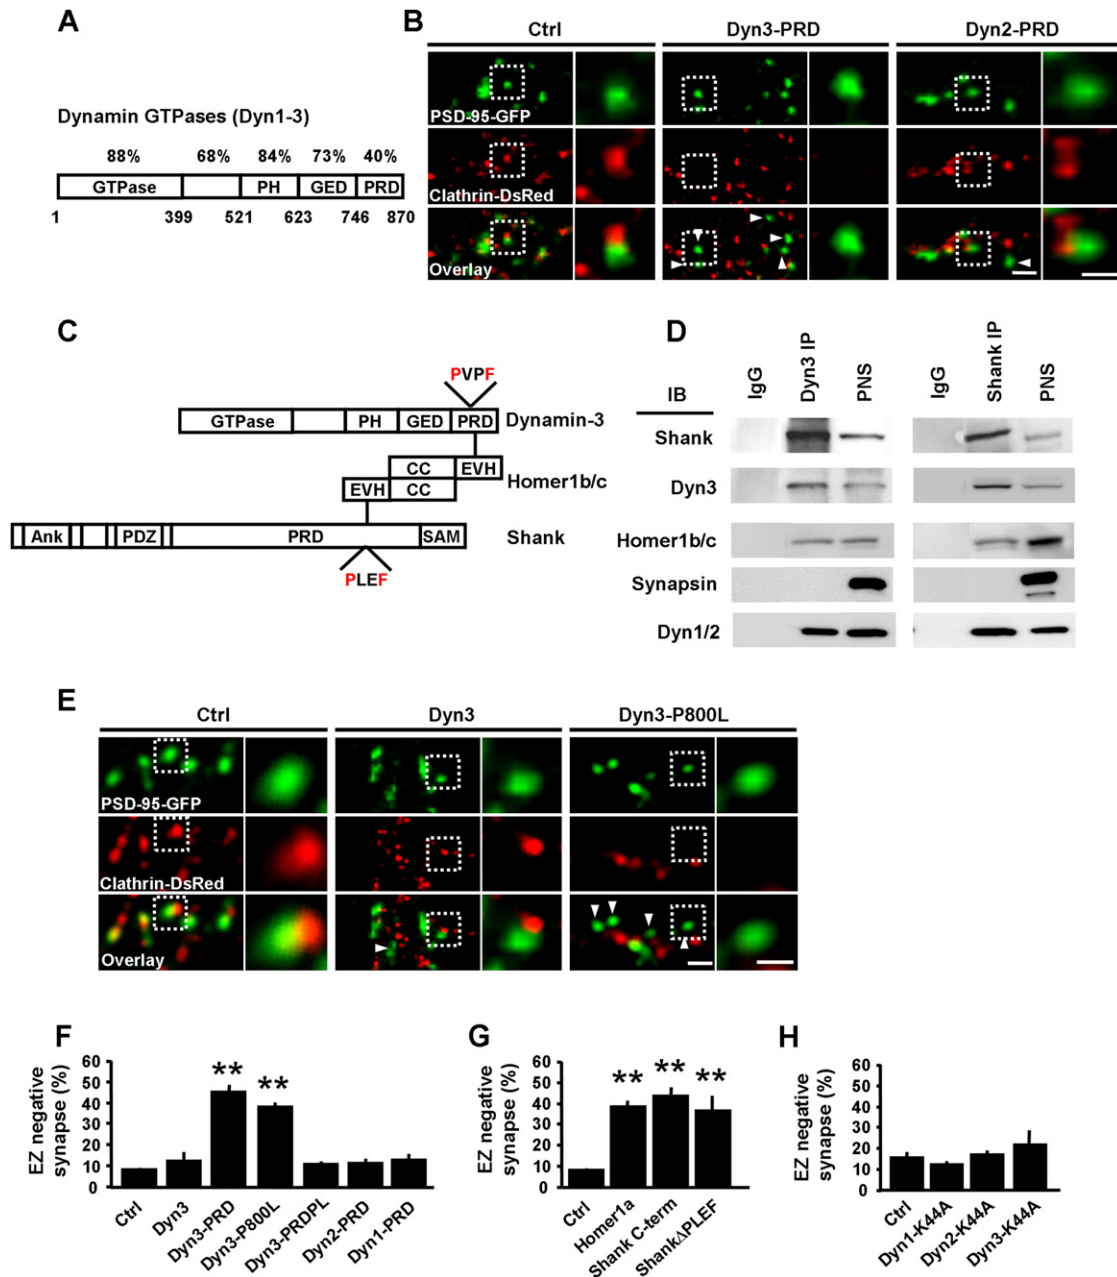 A
Dynamin GTPases (Dyn1-3)
88% 68% 84% 73% 40%
GTPase PH GED PRD
1 399 521 623 746 870
B
Ctrl Dyn3-PRD Dyn2-PRD
PSD-95-GFP
Clathrin-DsRed
Overlay
C
PVPF
GTPase PH GED PRD Dynamin-3
CC EVH
EVH CC
Homer1b/c
Ank PDZ PRD SAM Shank
PLEF
D
IB IgG Dyn3 IP PNS IgG Shank IP PNS
Shank
Dyn3
Homer1b/c
Synapsin
Dyn1/2
E
Ctrl Dyn3 Dyn3-P800L
PSD-95-GFP
Clathrin-DsRed
Overlay
F
EZ negative
synapse (%)
60
50
40
30
20
10
0
** **
Ctrl Dyn3 Dyn3-PRD Dyn3-P800L Dyn3-PRDPL Dyn2-PRD Dyn1-PRD
G
EZ negative
synapse (%)
60
50
40
30
20
10
0
** ** **
Ctrl Homer1a Shank C-term ShankΔPLEF
H
EZ negative
synapse (%)
60
50
40
30
20
10
0
Ctrl Dyn1-K44A Dyn2-K44A Dyn3-K44A